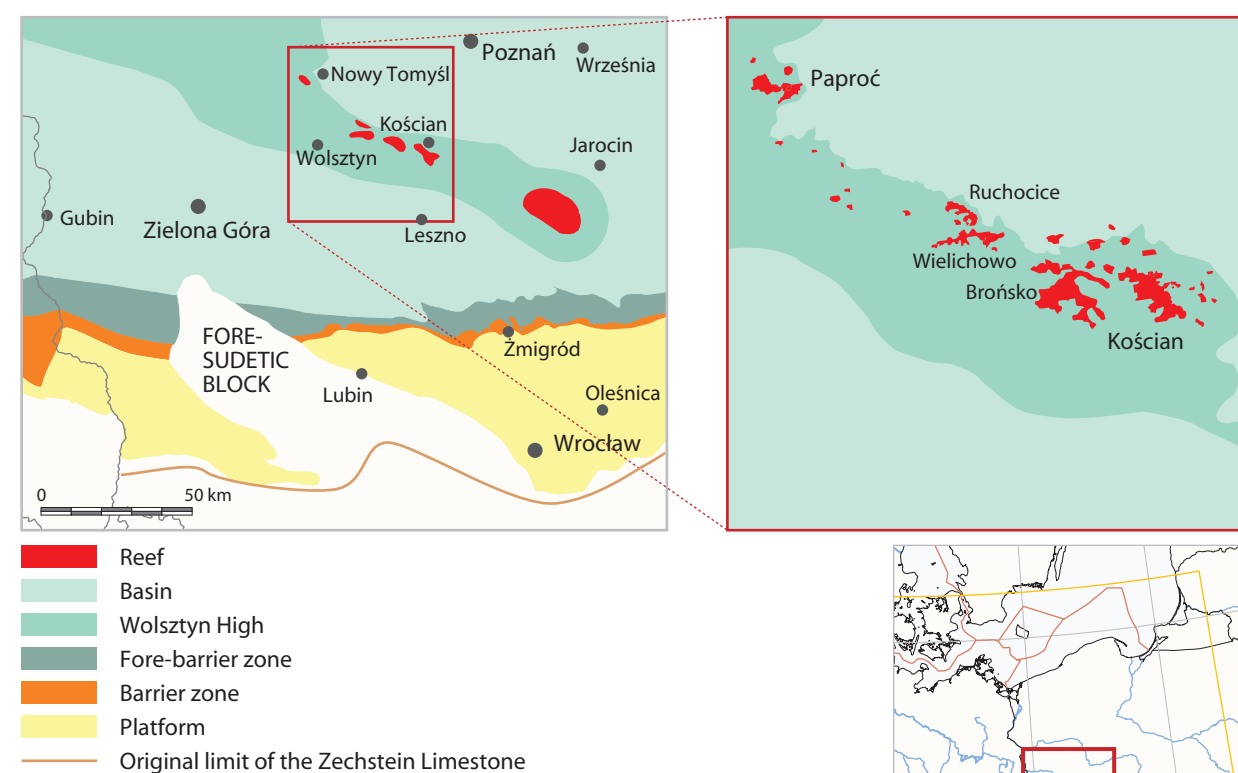 Poznań
Września
Nowy Tomyśl
Kościan
Wolsztyn
Jarocin
Gubin
Zielona Góra
Leszno
FORE-
SUDETIC
BLOCK
Żmigród
Lubin
Oleśnica
Wrocław
0
50 km
Paproć
Ruchocice
Wielichowo
Brońsko
Kościan
Reef
Basin
Wolsztyn High
Fore-barrier zone
Barrier zone
Platform
Original limit of the Zechstein Limestone